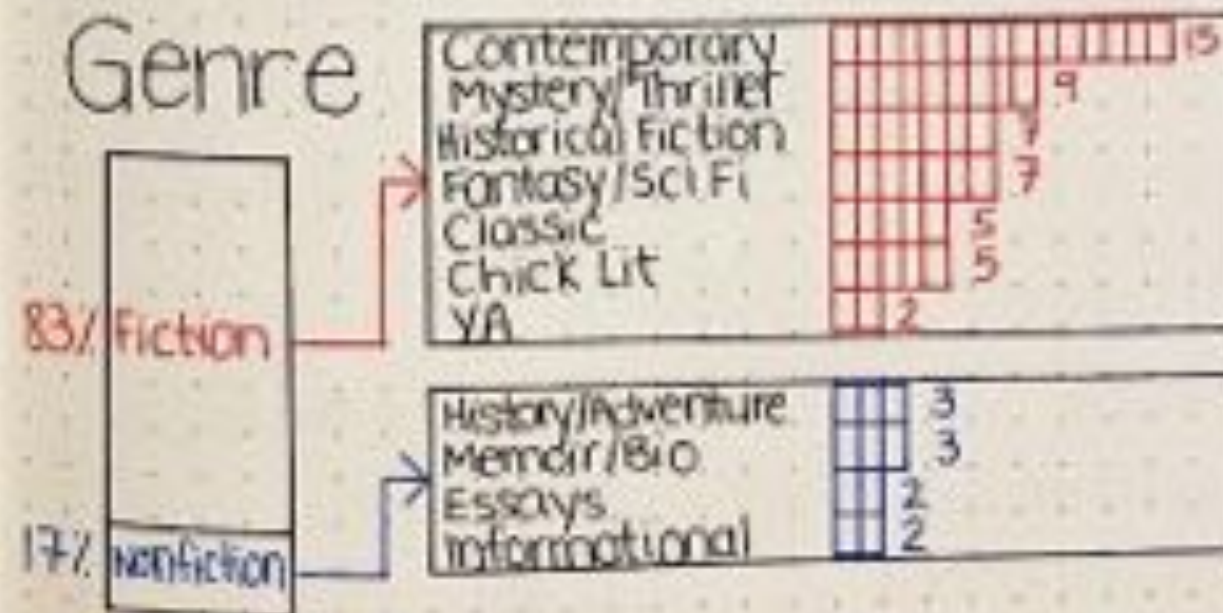 Genre
Contemporary 15
Mystery/Thriller 9
Historical Fiction 7
Fantasy/Sci Fi 7
Classic 5
Chick Lit 5
YA 2
83% Fiction
History/Adventure 3
Memoir/Bio 3
Essays 2
Informational 2
17% Nonfiction